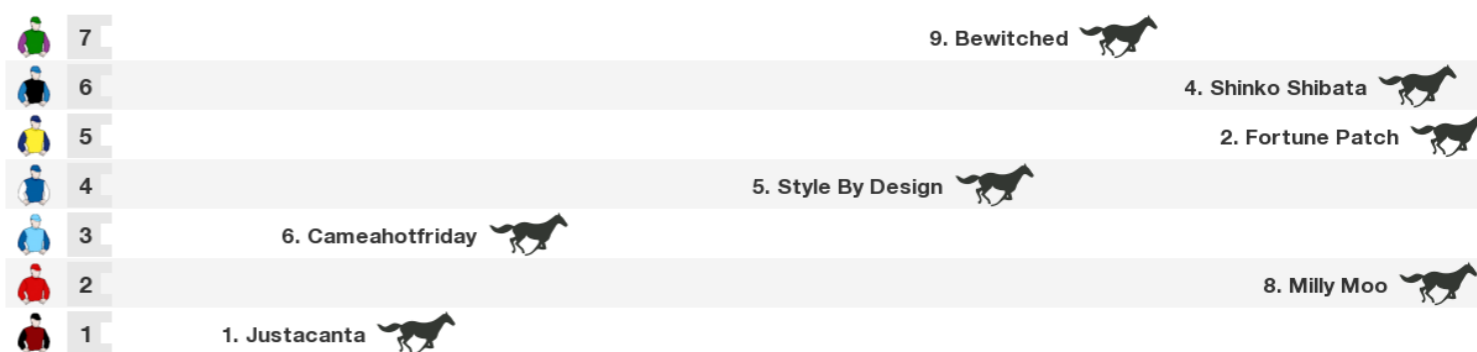 7 9. Bewitched
6 4. Shinko Shibata
5 2. Fortune Patch
4 5. Style By Design
3 6. Cameahotfriday
2 8. Milly Moo
1 1. Justacanta